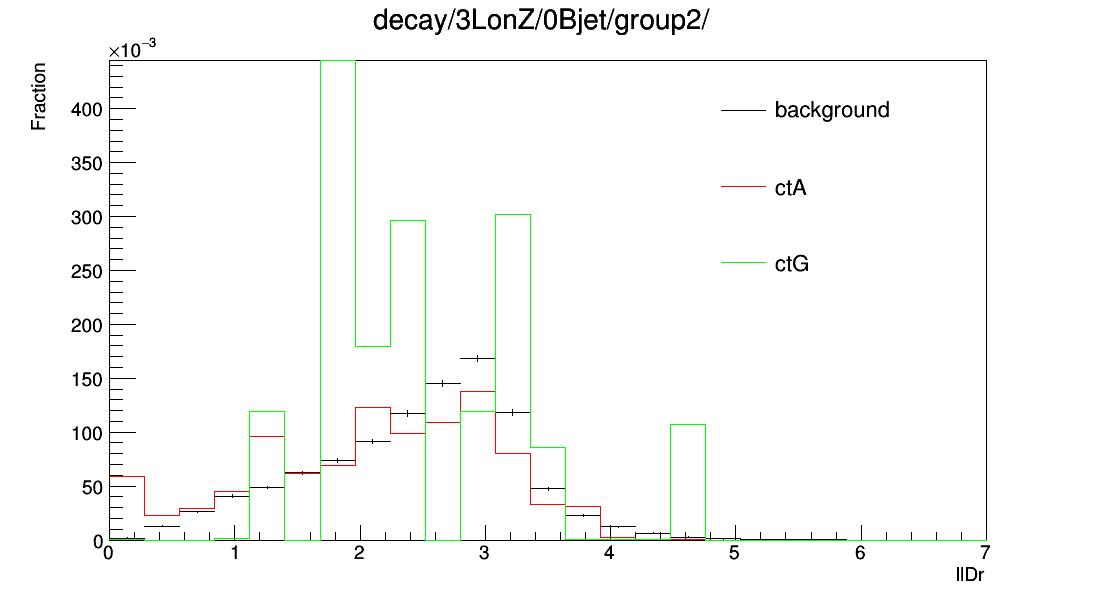 decay/3LonZ/0Bjet/group2/
×10⁻³
Fraction
400
350
300
250
200
150
100
50
0
background
ctA
ctG
0 1 2 3 4 5 6 7
llDr